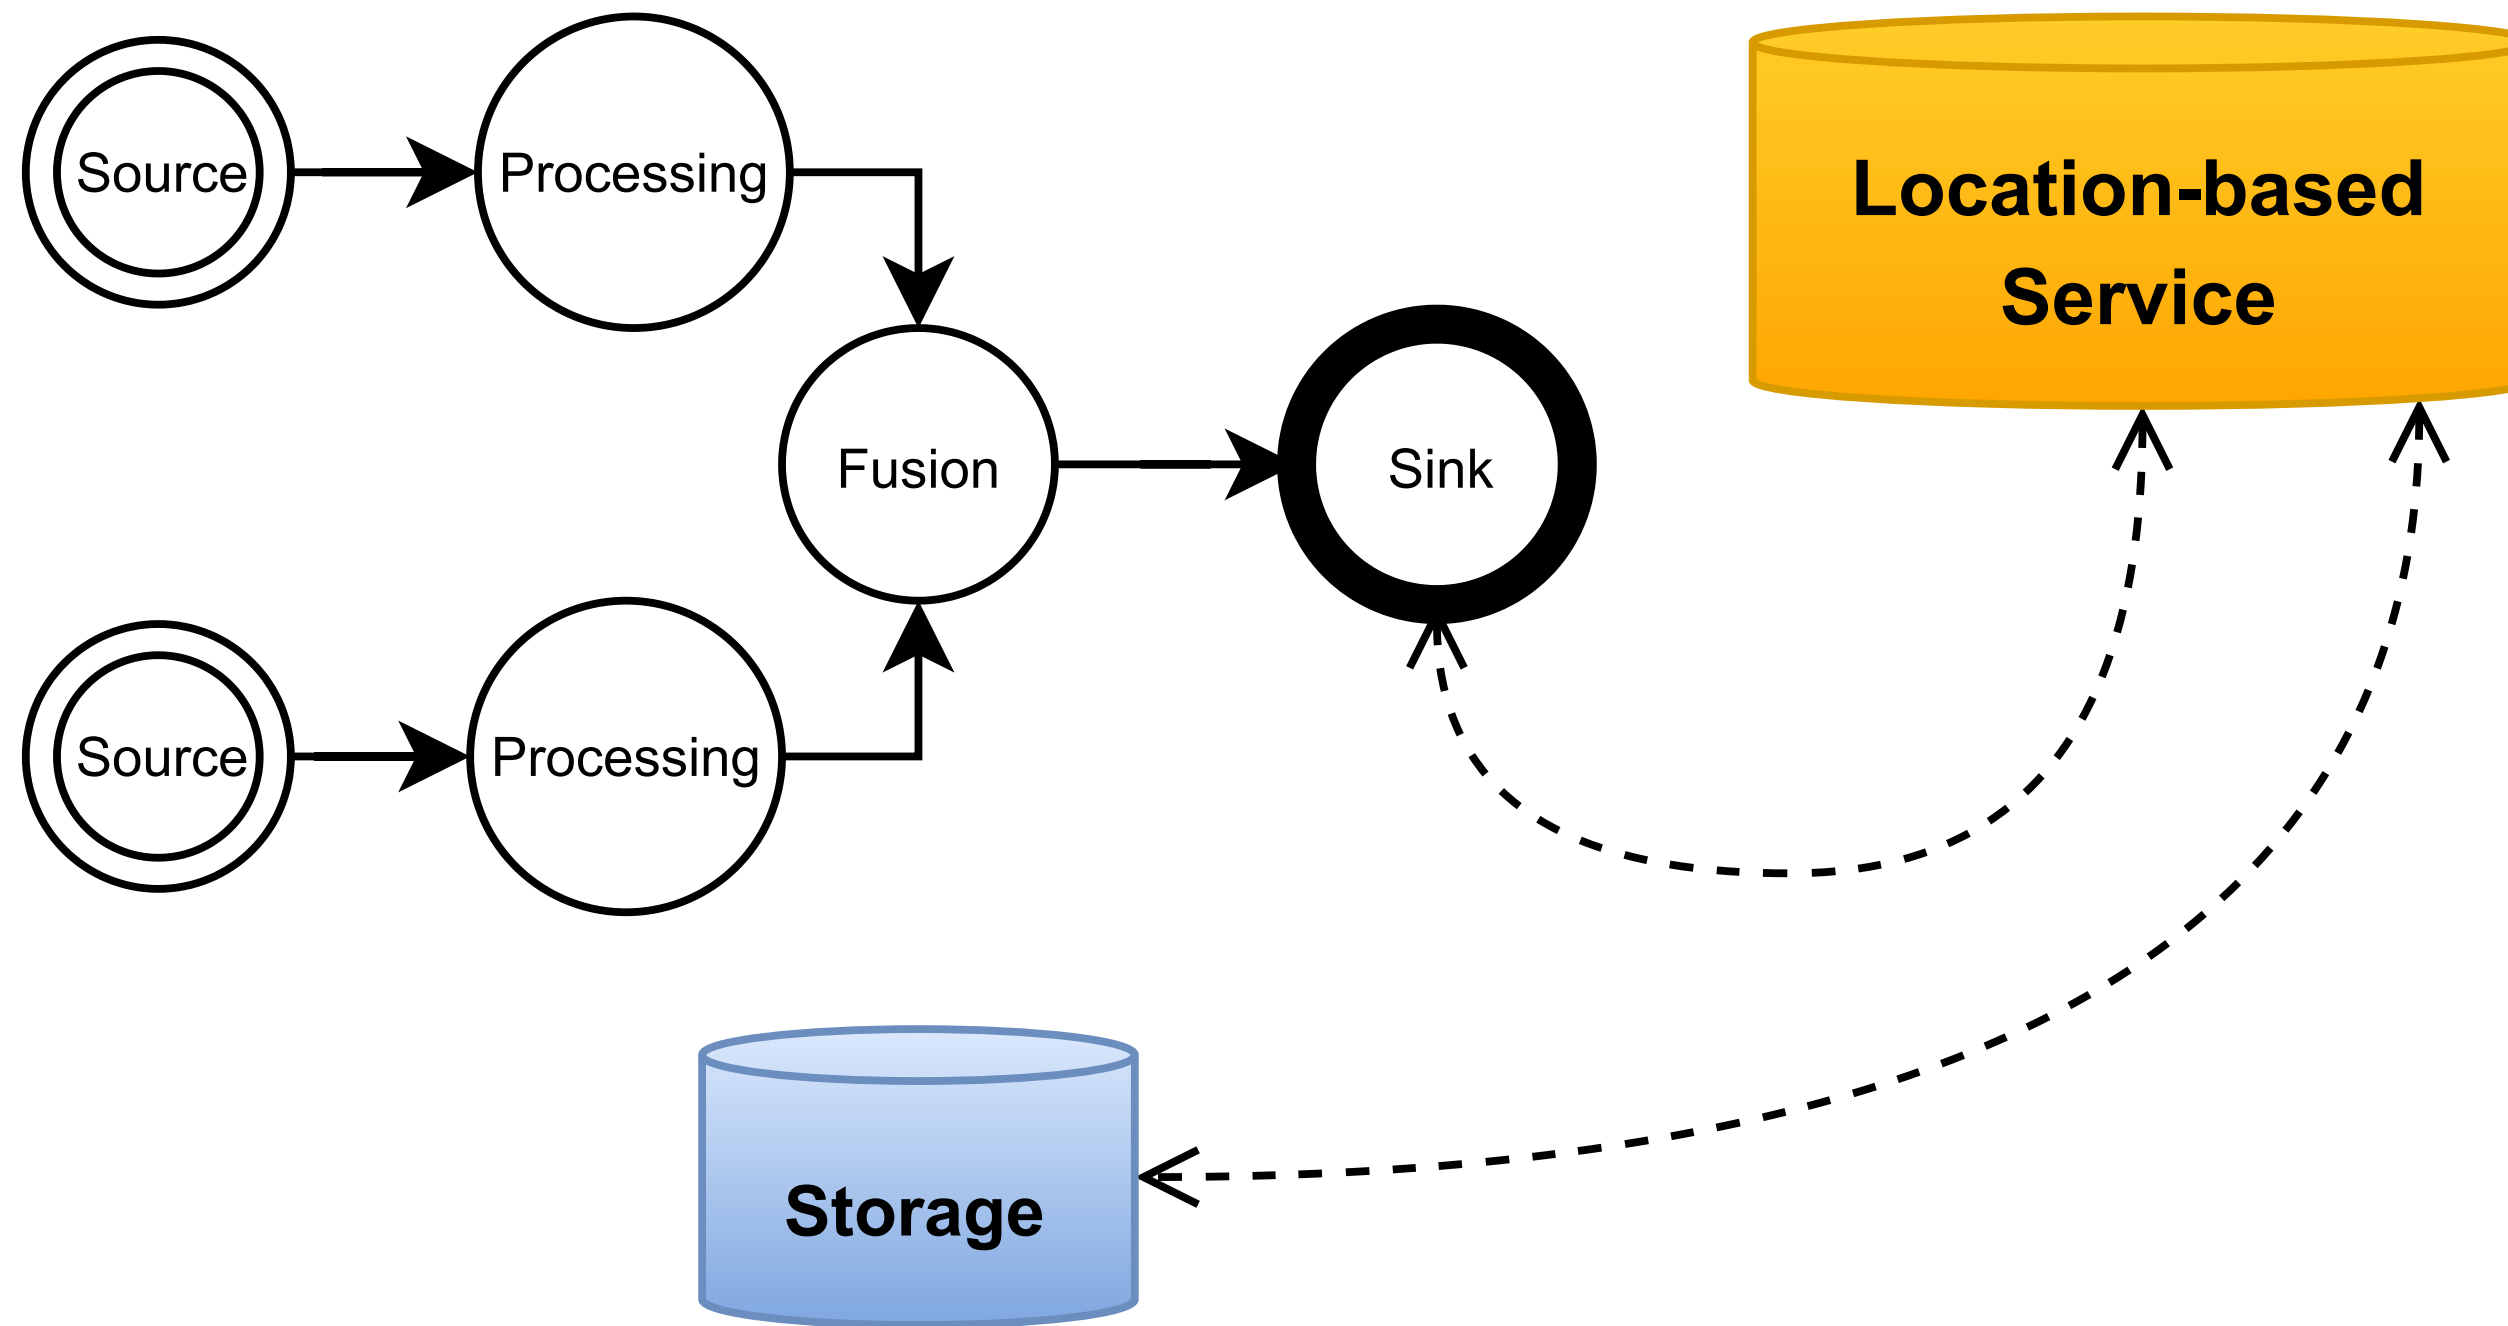 Source
Processing
Location-based
Service
Fusion
Sink
Source
Processing
Storage